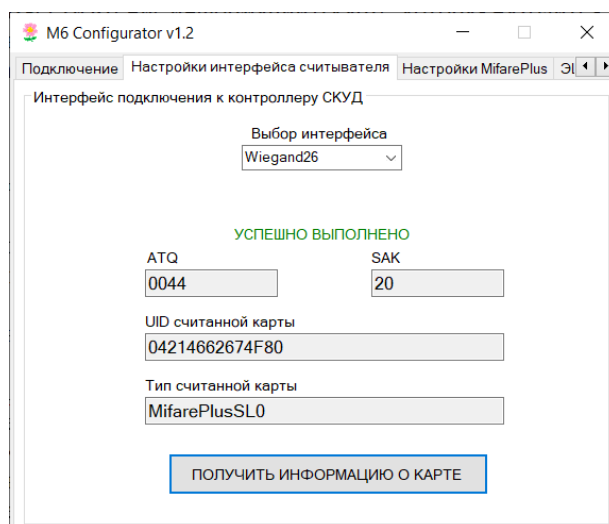 M6 Configurator v1.2
Подключение Настройки интерфейса считывателя Настройки MifarePlus
Интерфейс подключения к контроллеру СКУД
Выбор интерфейса
Wiegand26
УСПЕШНО ВЫПОЛНЕНО
ATQ SAK
0044 20
UID считанной карты
04214662674F80
Тип считанной карты
MifarePlusSL0
ПОЛУЧИТЬ ИНФОРМАЦИЮ О КАРТЕ